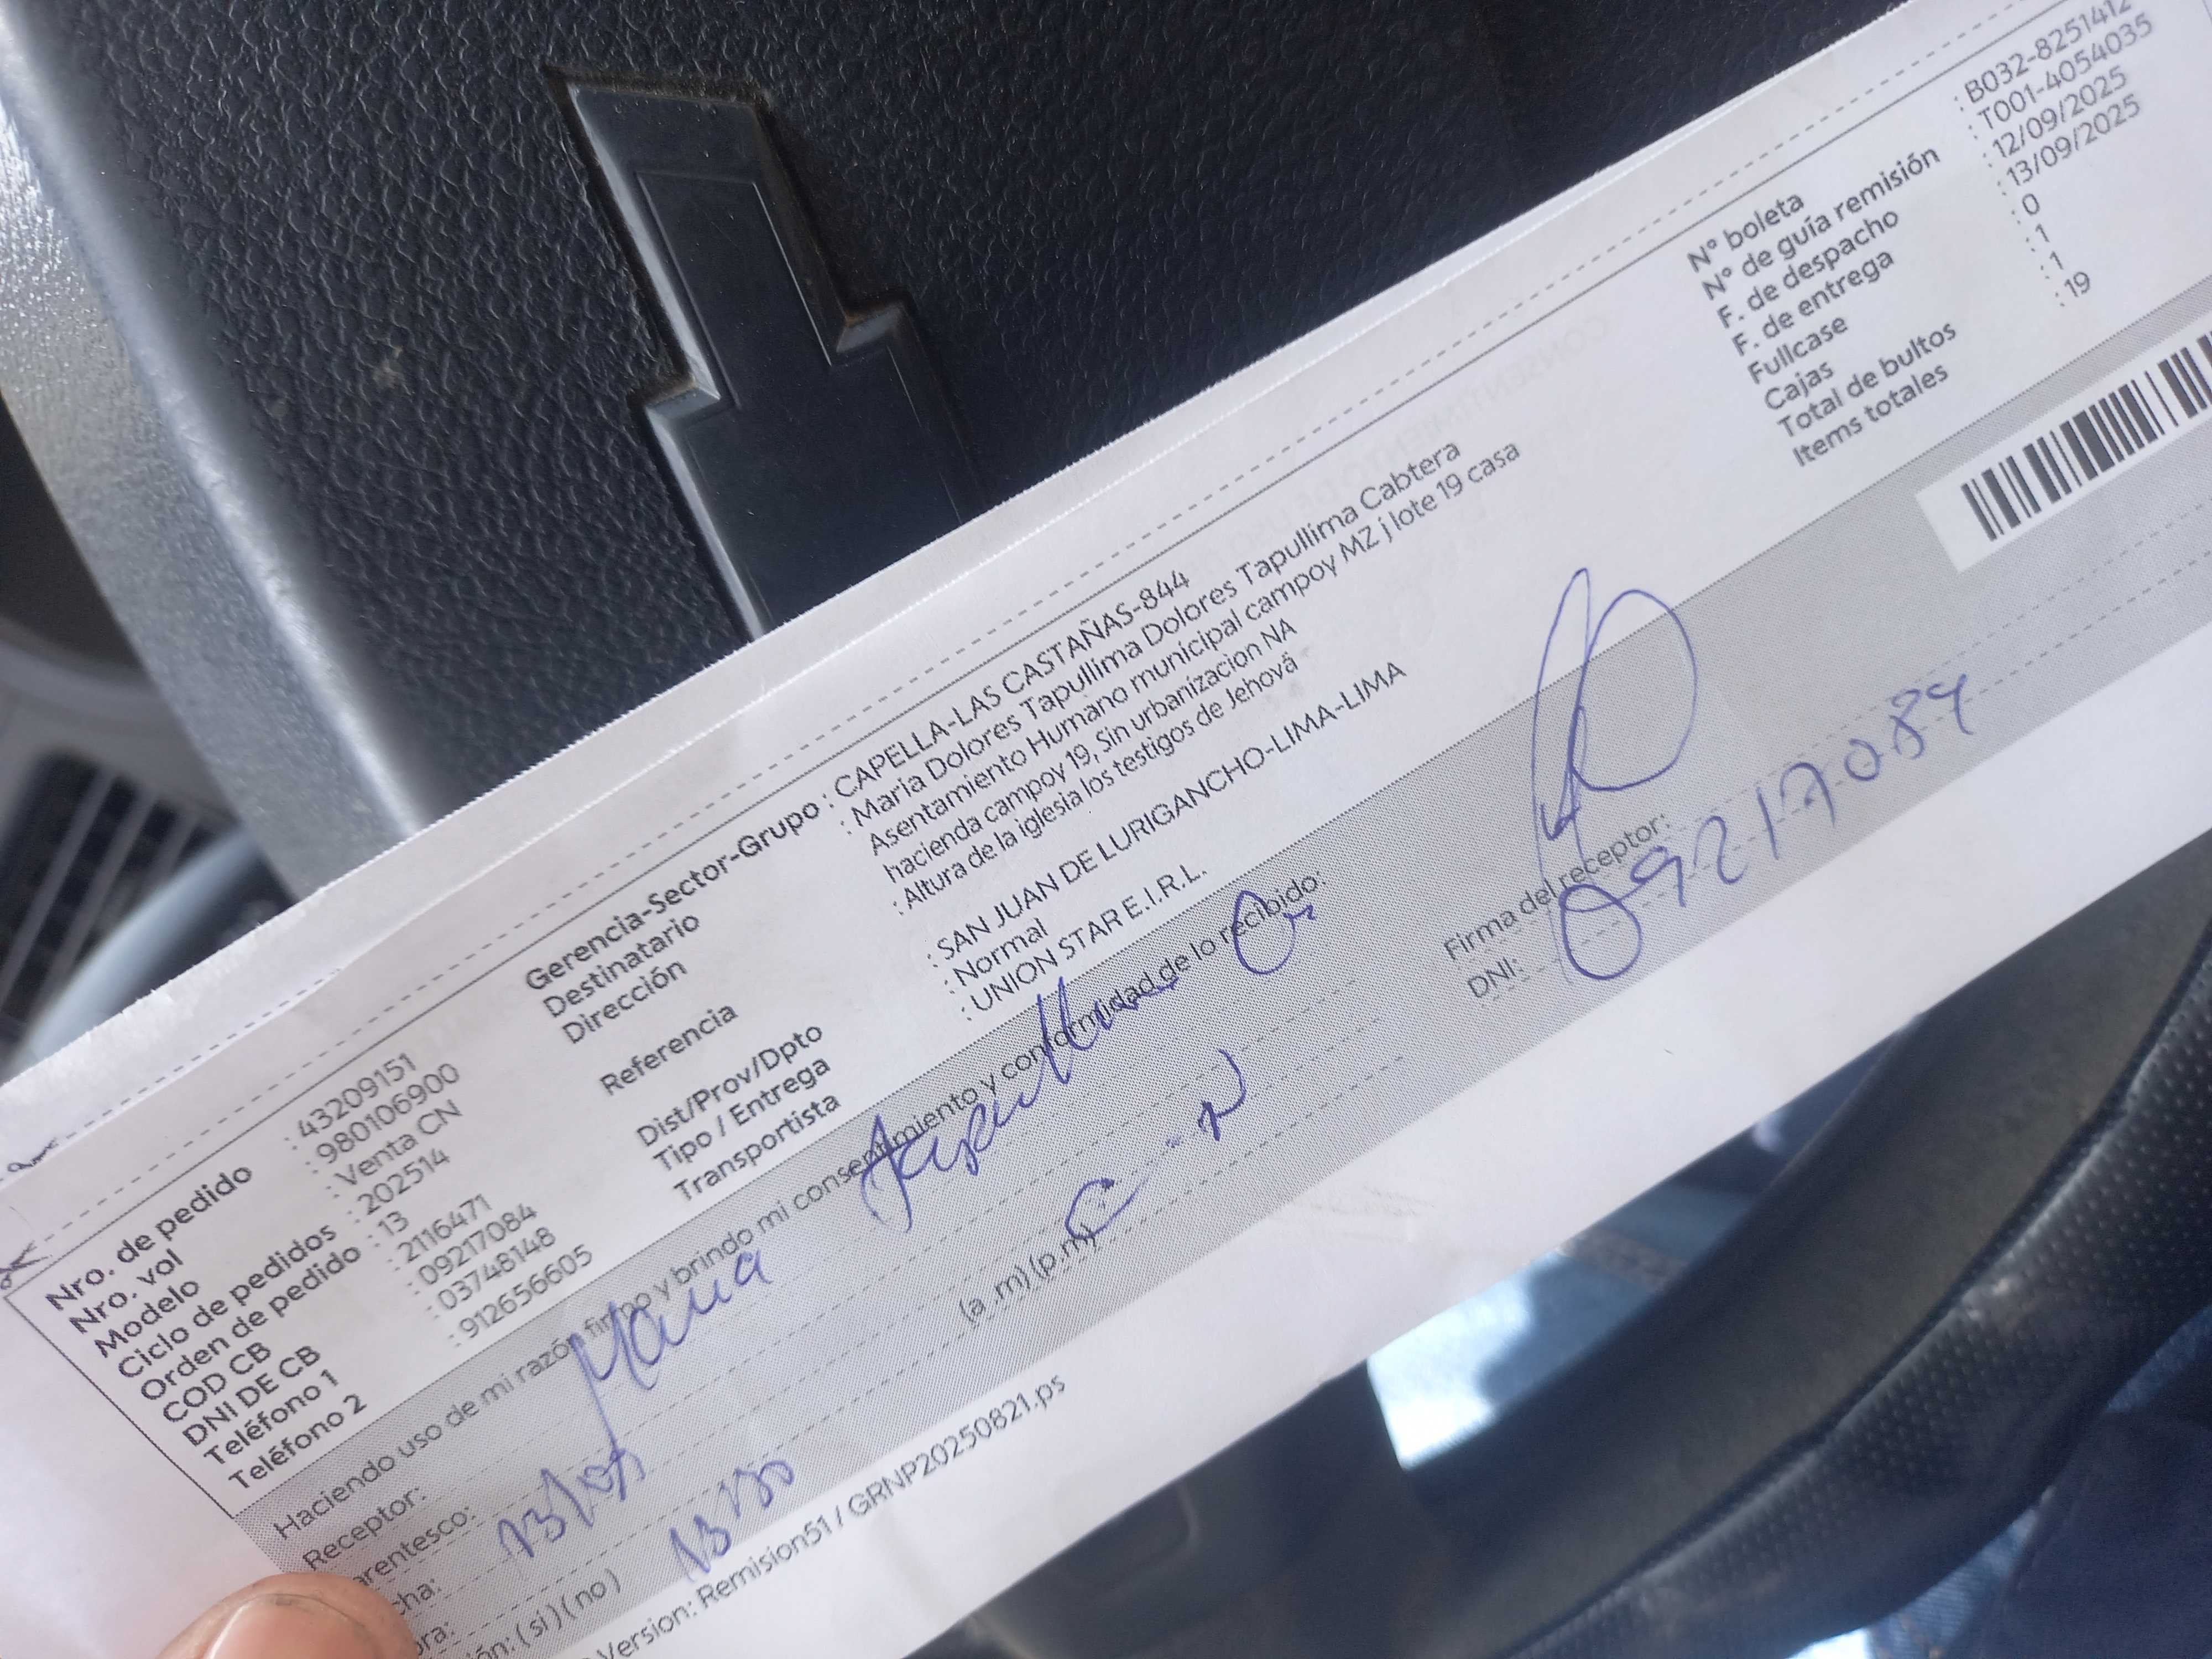 Nro. de pedido : 43209151
Nro. vol : 980106900
Modelo : Venta CN
Ciclo de pedidos : 202514
Orden de pedido : 13
COD CB : 2116471
DNI DE CB : 09217084
Teléfono 1 : 03748148
Teléfono 2 : 912656605
Gerencia-Sector-Grupo : CAPELLA-LAS CASTAÑAS-844
Destinatario : Maria Dolores Tapullima Dolores Tapullima Cabtera
Dirección Asentamiento Humano municipal campoy MZ j lote 19 casa
hacienda campoy 19, Sin urbanizacion NA
Referencia : Altura de la iglesia los testigos de Jehová
Dist/Prov/Dpto : SAN JUAN DE LURIGANCHO-LIMA-LIMA
Tipo / Entrega : Normal
Transportista : UNION STAR E.I.R.L.
N° boleta : B032-8251412
N° de guía remisión : T001-4054035
F. de despacho : 12/09/2025
F. de entrega : 13/09/2025
Fullcase : 0
Cajas : 1
Total de bultos : 1
Items totales : 19
Haciendo uso de mi razón firmo y brindo mi consentimiento y conformidad de lo recibido:
Receptor: Maria Tapullima
arentesco:
cha: 13/09
ora: 13:20 (a .m) (p.m)
ión: ( si ) ( no )
Firma del receptor:
DNI: 09217084
Version: Remision51 / GRNP20250821.ps